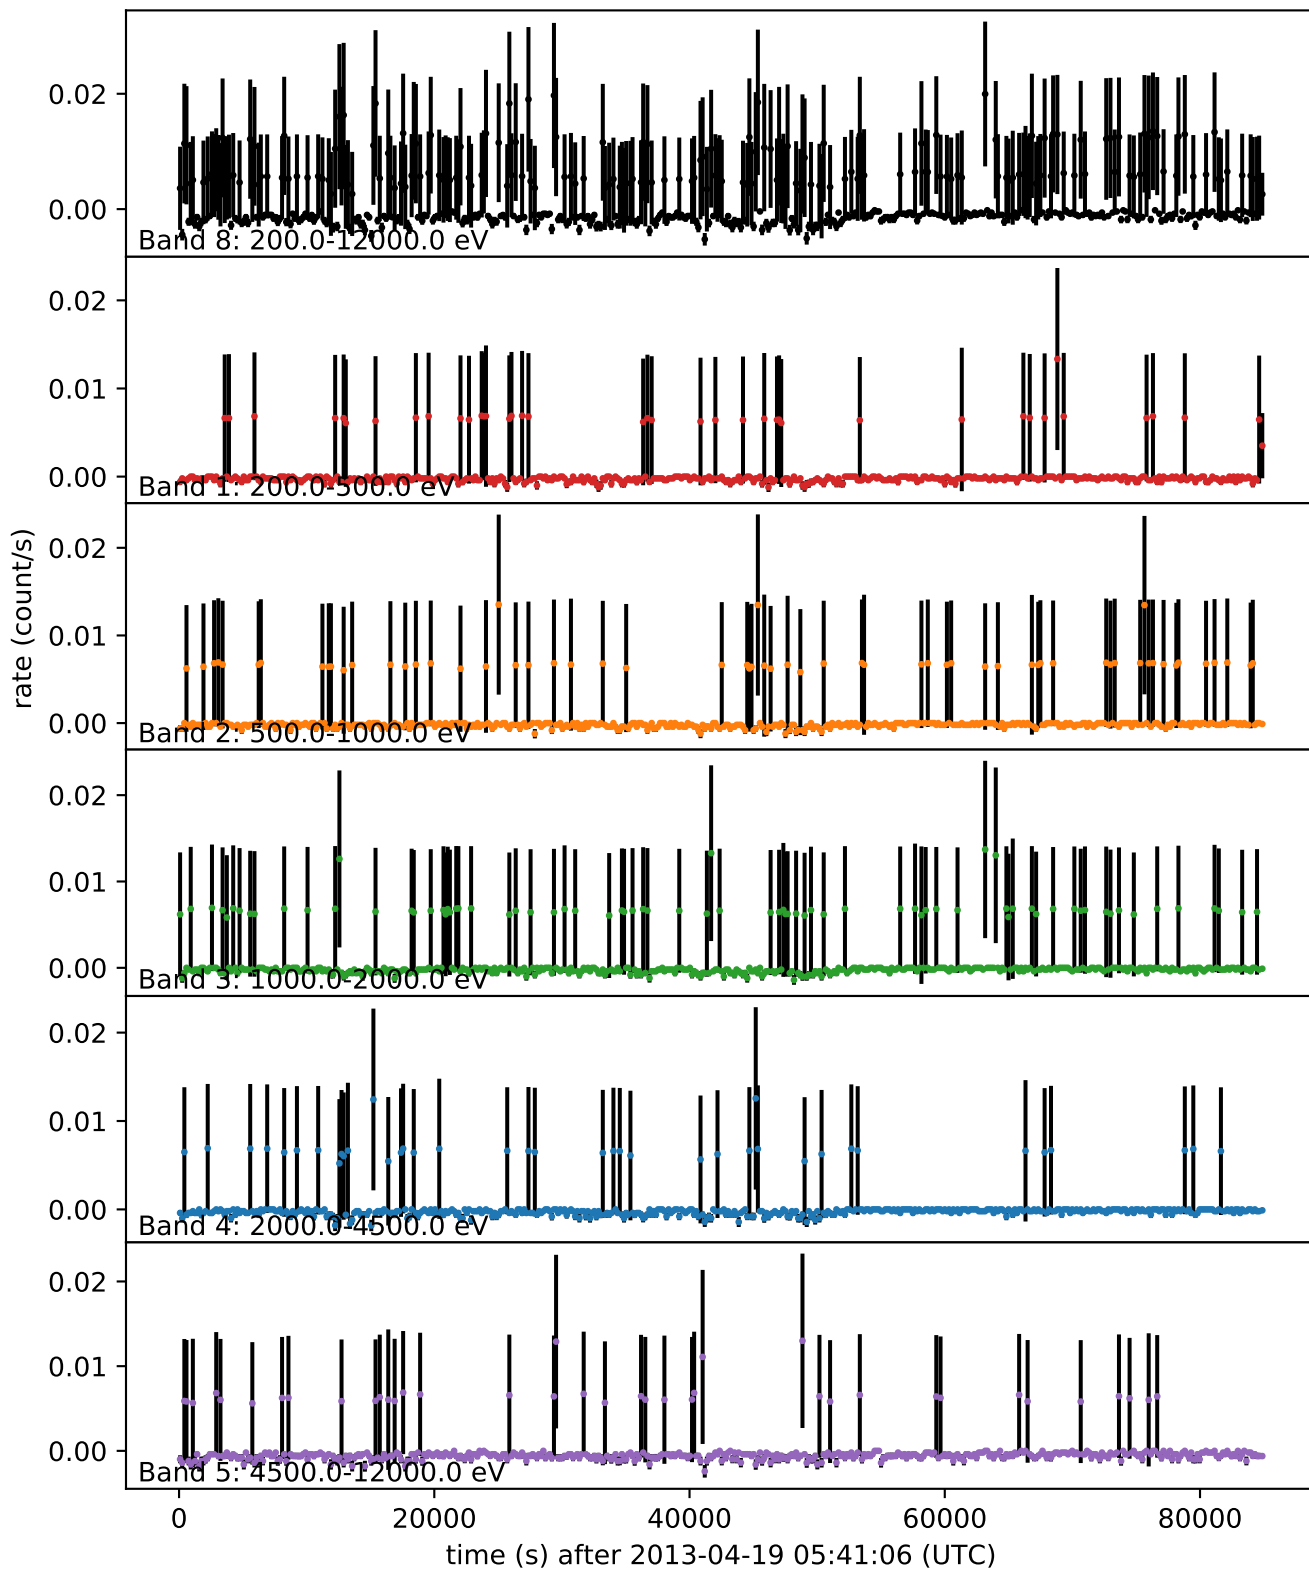 0.02
0.00
Band 8: 200.0-12000.0 eV
0.02
0.01
0.00
Band 1: 200.0-500.0 eV
0.02
0.01
0.00
Band 2: 500.0-1000.0 eV
0.02
0.01
0.00
Band 3: 1000.0-2000.0 eV
0.02
0.01
0.00
Band 4: 2000.0-4500.0 eV
0.02
0.01
0.00
Band 5: 4500.0-12000.0 eV
rate (count/s)
0 20000 40000 60000 80000
time (s) after 2013-04-19 05:41:06 (UTC)